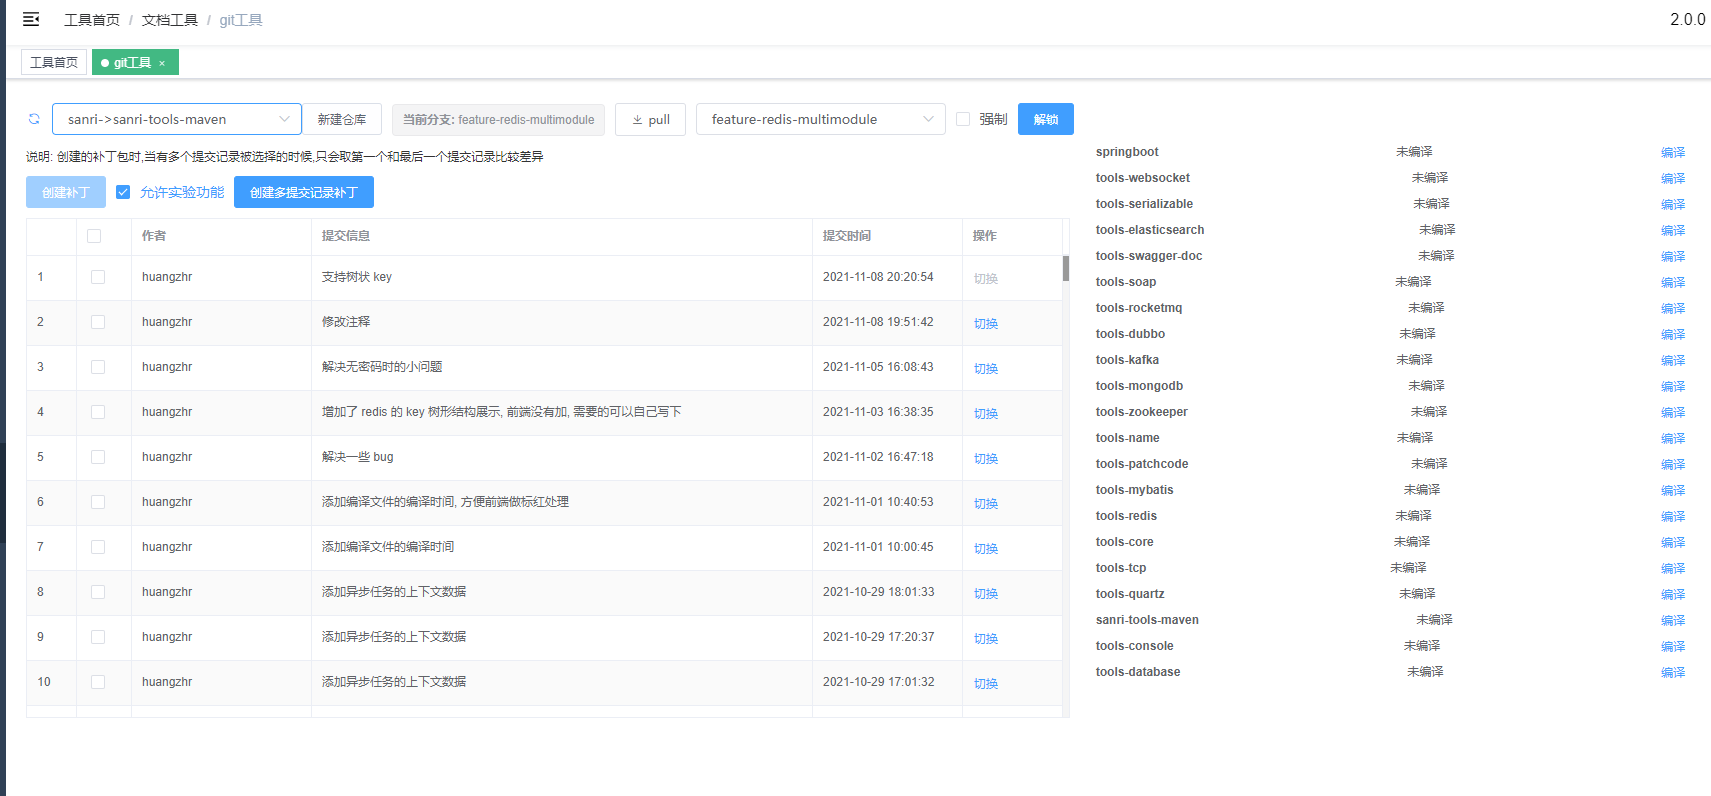 工具首页 / 文档工具 / git工具
2.0.0
工具首页
git工具 ×
sanri->sanri-tools-maven
新建仓库
当前分支: feature-redis-multimodule
pull
feature-redis-multimodule
强制
解锁
说明: 创建的补丁包时,当有多个提交记录被选择的时候,只会取第一个和最后一个提交记录比较差异
创建补丁
允许实验功能
创建多提交记录补丁
作者 提交信息 提交时间 操作
1 huangzhr 支持树状 key 2021-11-08 20:20:54 切换
2 huangzhr 修改注释 2021-11-08 19:51:42 切换
3 huangzhr 解决无密码时的小问题 2021-11-05 16:08:43 切换
4 huangzhr 增加了 redis 的 key 树形结构展示, 前端没有加, 需要的可以自己写下 2021-11-03 16:38:35 切换
5 huangzhr 解决一些 bug 2021-11-02 16:47:18 切换
6 huangzhr 添加编译文件的编译时间, 方便前端做标红处理 2021-11-01 10:40:53 切换
7 huangzhr 添加编译文件的编译时间 2021-11-01 10:00:45 切换
8 huangzhr 添加异步任务的上下文数据 2021-10-29 18:01:33 切换
9 huangzhr 添加异步任务的上下文数据 2021-10-29 17:20:37 切换
10 huangzhr 添加异步任务的上下文数据 2021-10-29 17:01:32 切换
springboot 未编译 编译
tools-websocket 未编译 编译
tools-serializable 未编译 编译
tools-elasticsearch 未编译 编译
tools-swagger-doc 未编译 编译
tools-soap 未编译 编译
tools-rocketmq 未编译 编译
tools-dubbo 未编译 编译
tools-kafka 未编译 编译
tools-mongodb 未编译 编译
tools-zookeeper 未编译 编译
tools-name 未编译 编译
tools-patchcode 未编译 编译
tools-mybatis 未编译 编译
tools-redis 未编译 编译
tools-core 未编译 编译
tools-tcp 未编译 编译
tools-quartz 未编译 编译
sanri-tools-maven 未编译 编译
tools-console 未编译 编译
tools-database 未编译 编译